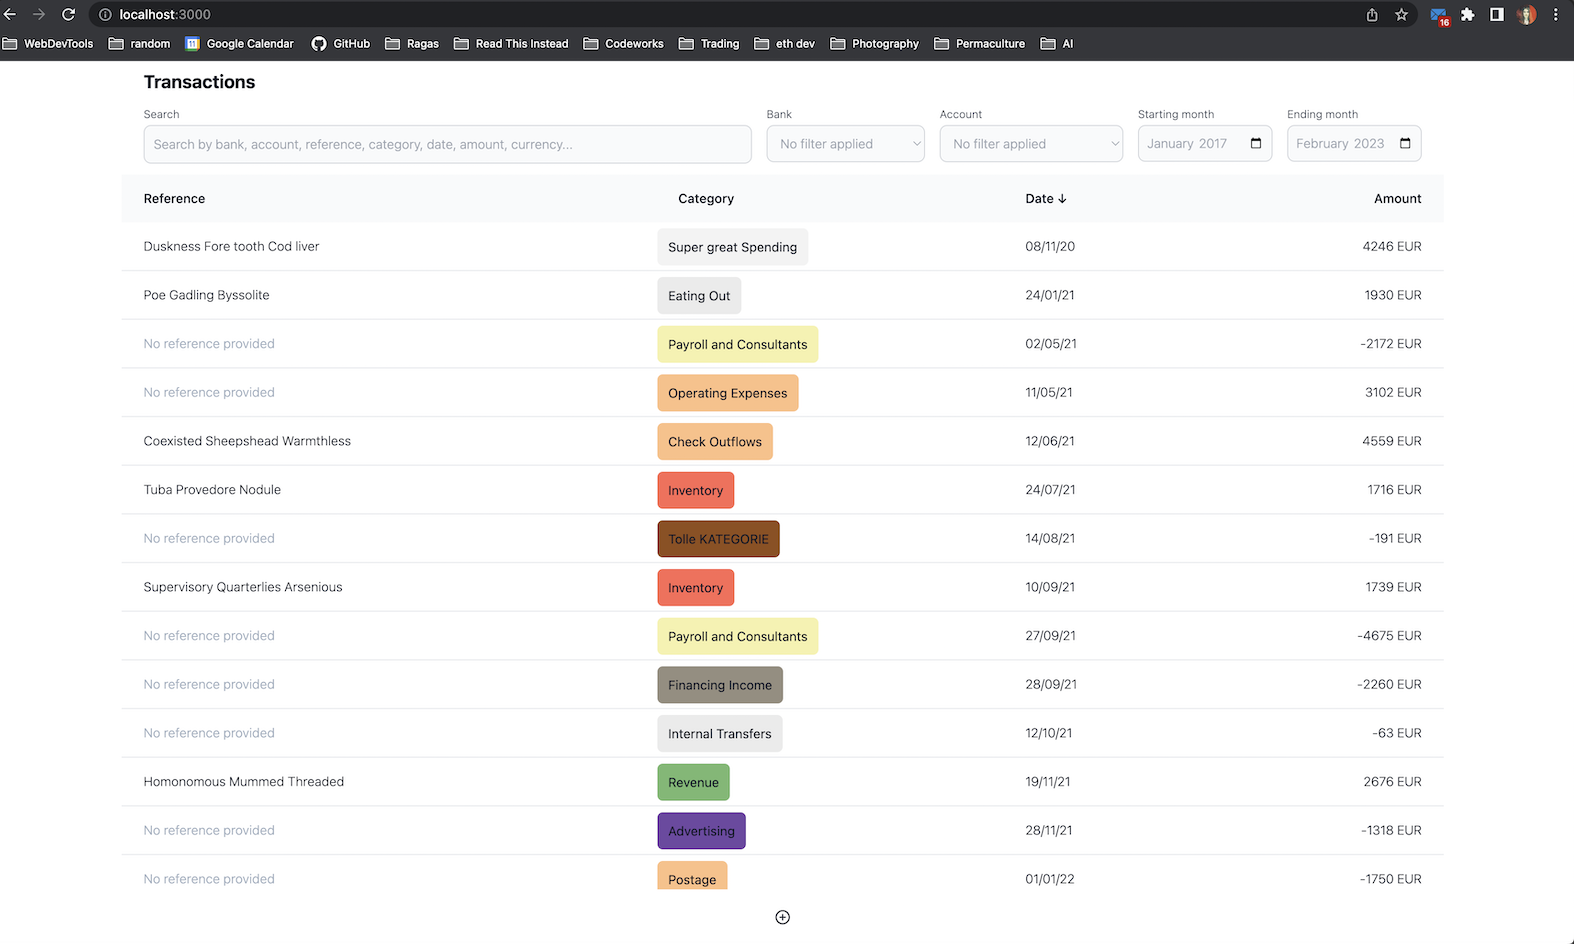 localhost:3000
16
WebDevTools random 11 Google Calendar GitHub Ragas Read This Instead Codeworks Trading eth dev Photography Permaculture AI
Transactions
Search Bank Account Starting month Ending month
Search by bank, account, reference, category, date, amount, currency... No filter applied No filter applied January 2017 February 2023
Reference Category Date ↓ Amount
Duskness Fore tooth Cod liver Super great Spending 08/11/20 4246 EUR
Poe Gadling Byssolite Eating Out 24/01/21 1930 EUR
No reference provided Payroll and Consultants 02/05/21 -2172 EUR
No reference provided Operating Expenses 11/05/21 3102 EUR
Coexisted Sheepshead Warmthless Check Outflows 12/06/21 4559 EUR
Tuba Provedore Nodule Inventory 24/07/21 1716 EUR
No reference provided Tolle KATEGORIE 14/08/21 -191 EUR
Supervisory Quarterlies Arsenious Inventory 10/09/21 1739 EUR
No reference provided Payroll and Consultants 27/09/21 -4675 EUR
No reference provided Financing Income 28/09/21 -2260 EUR
No reference provided Internal Transfers 12/10/21 -63 EUR
Homonomous Mummed Threaded Revenue 19/11/21 2676 EUR
No reference provided Advertising 28/11/21 -1318 EUR
No reference provided Postage 01/01/22 -1750 EUR